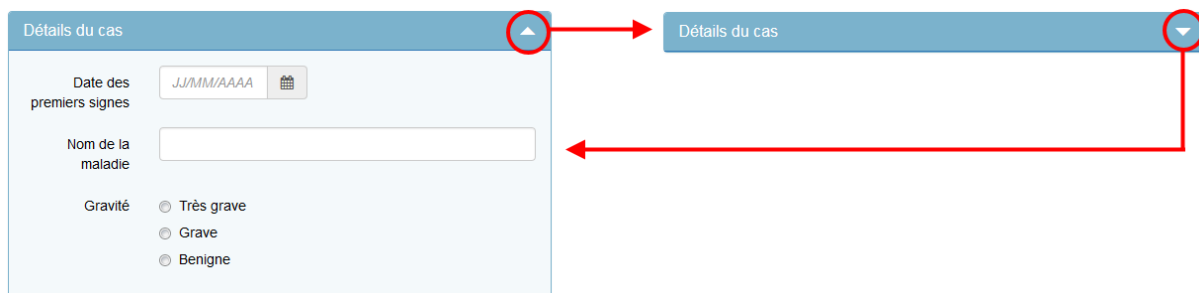 Détails du cas
Détails du cas
Date des
premiers signes
JJ/MM/AAAA
Nom de la
maladie
Gravité
Très grave
Grave
Benigne